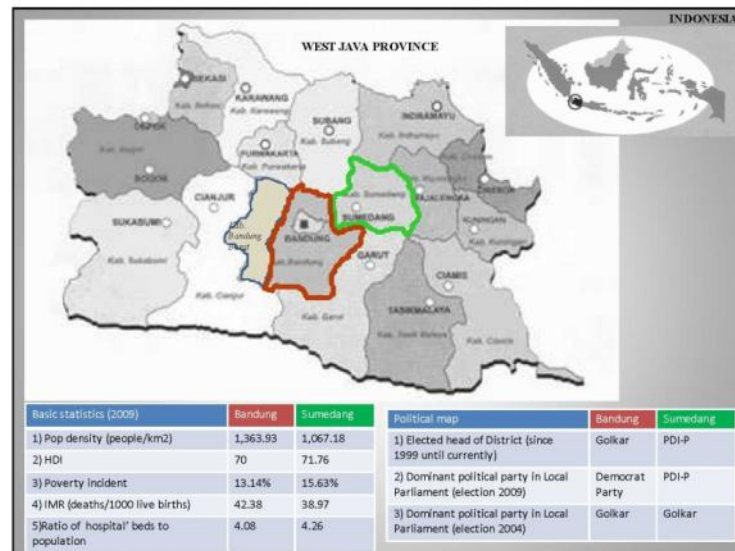 INDONESIA
WEST JAVA PROVINCE
BEKASI
Kab. Bekasi
KARAWANG
Kab. Karawang
SUBANG
Kab. Subang
INDRAMAYU
Kab. Indramayu
DEPOK
PURWAKARTA
Kab. Purwakarta
BOGOR
CIANJUR
Kab. Sumedang
SUMEDANG
MAJALENGKA
CIREBON
SUKABUMI
Kab.
Bandung
Barat
BANDUNG
Kab. Bandung
KUNINGAN
Kab. Kuningan
GARUT
Kab. Sukabumi
Kab. Cianjur
CIAMIS
Kab. Garut
TASIKMALAYA
Kab. Ciamis
Basic statistics (2009) Bandung Sumedang
1) Pop density (people/km2) 1,363.93 1,067.18
2) HDI 70 71.76
3) Poverty incident 13.14% 15.63%
4) IMR (deaths/1000 live births) 42.38 38.97
5)Ratio of hospital' beds to 4.08 4.26
population
Political map Bandung Sumedang
1) Elected head of District (since Golkar PDI-P
1999 until currently)
2) Dominant political party in Local Democrat PDI-P
Parliament (election 2009) Party
3) Dominant political party in Local Golkar Golkar
Parliament (election 2004)